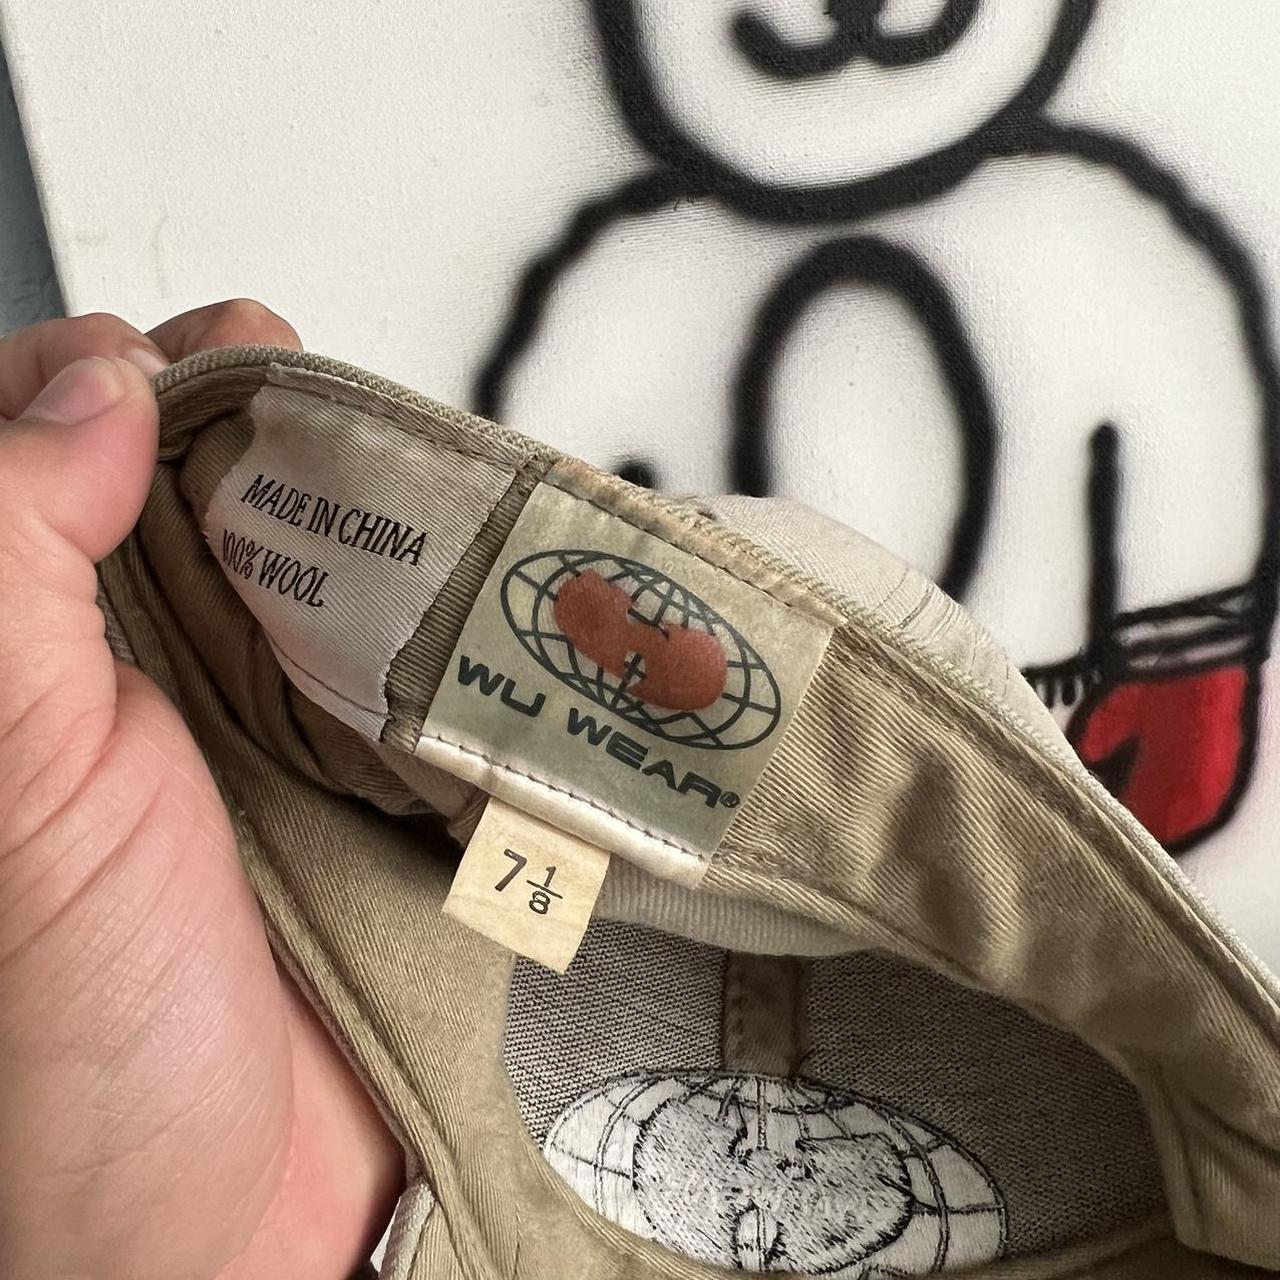 MADE IN CHINA
100% WOOL
WU WEAR®
7 1/8